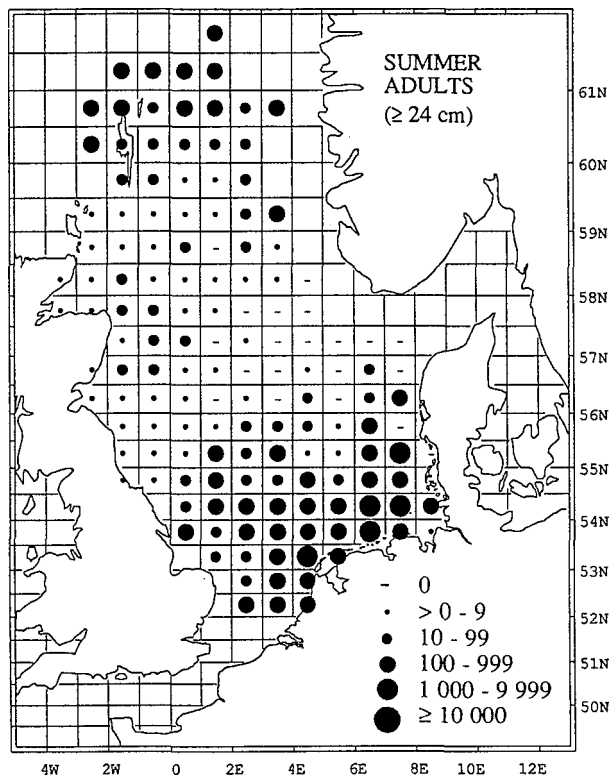 SUMMER
ADULTS
(≥ 24 cm)
61N
60N
59N
58N
57N
56N
55N
54N
53N
52N
51N
50N
- 0
> 0 - 9
10 - 99
100 - 999
1 000 - 9 999
≥ 10 000
4W 2W 0 2E 4E 6E 8E 10E 12E